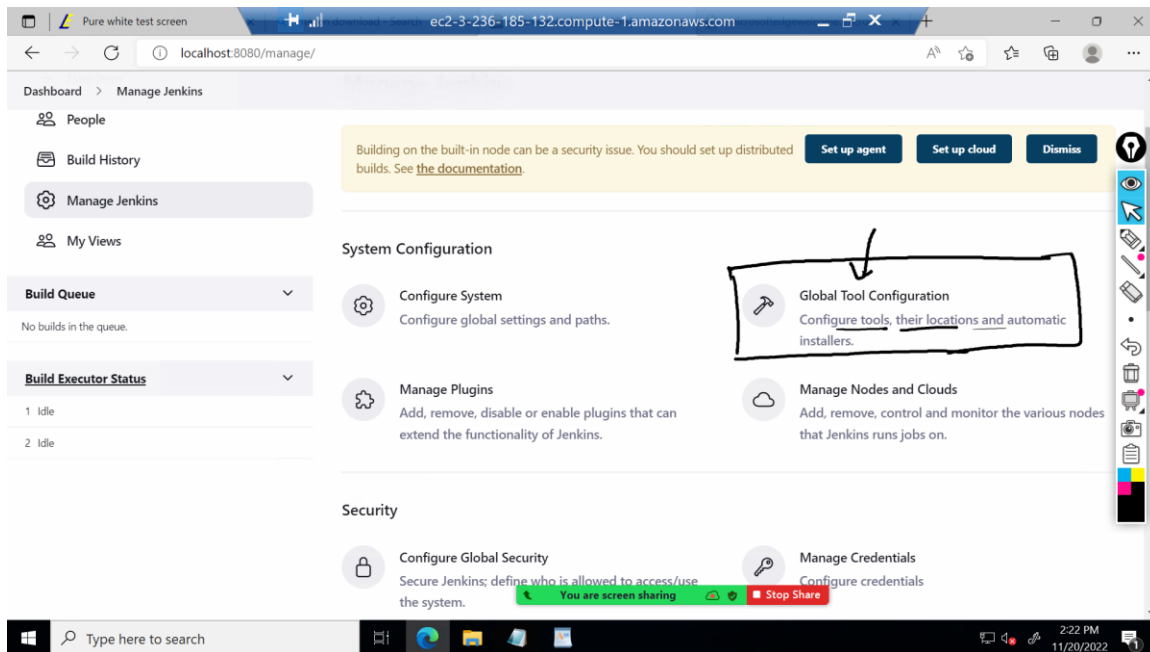 Pure white test screen
ec2-3-236-185-132.compute-1.amazonaws.com
localhost:8080/manage/
Dashboard > Manage Jenkins
People
Build History
Manage Jenkins
My Views
Build Queue
No builds in the queue.
Build Executor Status
1 Idle
2 Idle
Building on the built-in node can be a security issue. You should set up distributed
builds. See the documentation.
Set up agent
Set up cloud
Dismiss
System Configuration
Configure System
Configure global settings and paths.
Global Tool Configuration
Configure tools, their locations and automatic
installers.
Manage Plugins
Add, remove, disable or enable plugins that can
extend the functionality of Jenkins.
Manage Nodes and Clouds
Add, remove, control and monitor the various nodes
that Jenkins runs jobs on.
Security
Configure Global Security
Secure Jenkins; define who is allowed to access/use
the system.
Manage Credentials
Configure credentials
You are screen sharing
Stop Share
Type here to search
2:22 PM
11/20/2022